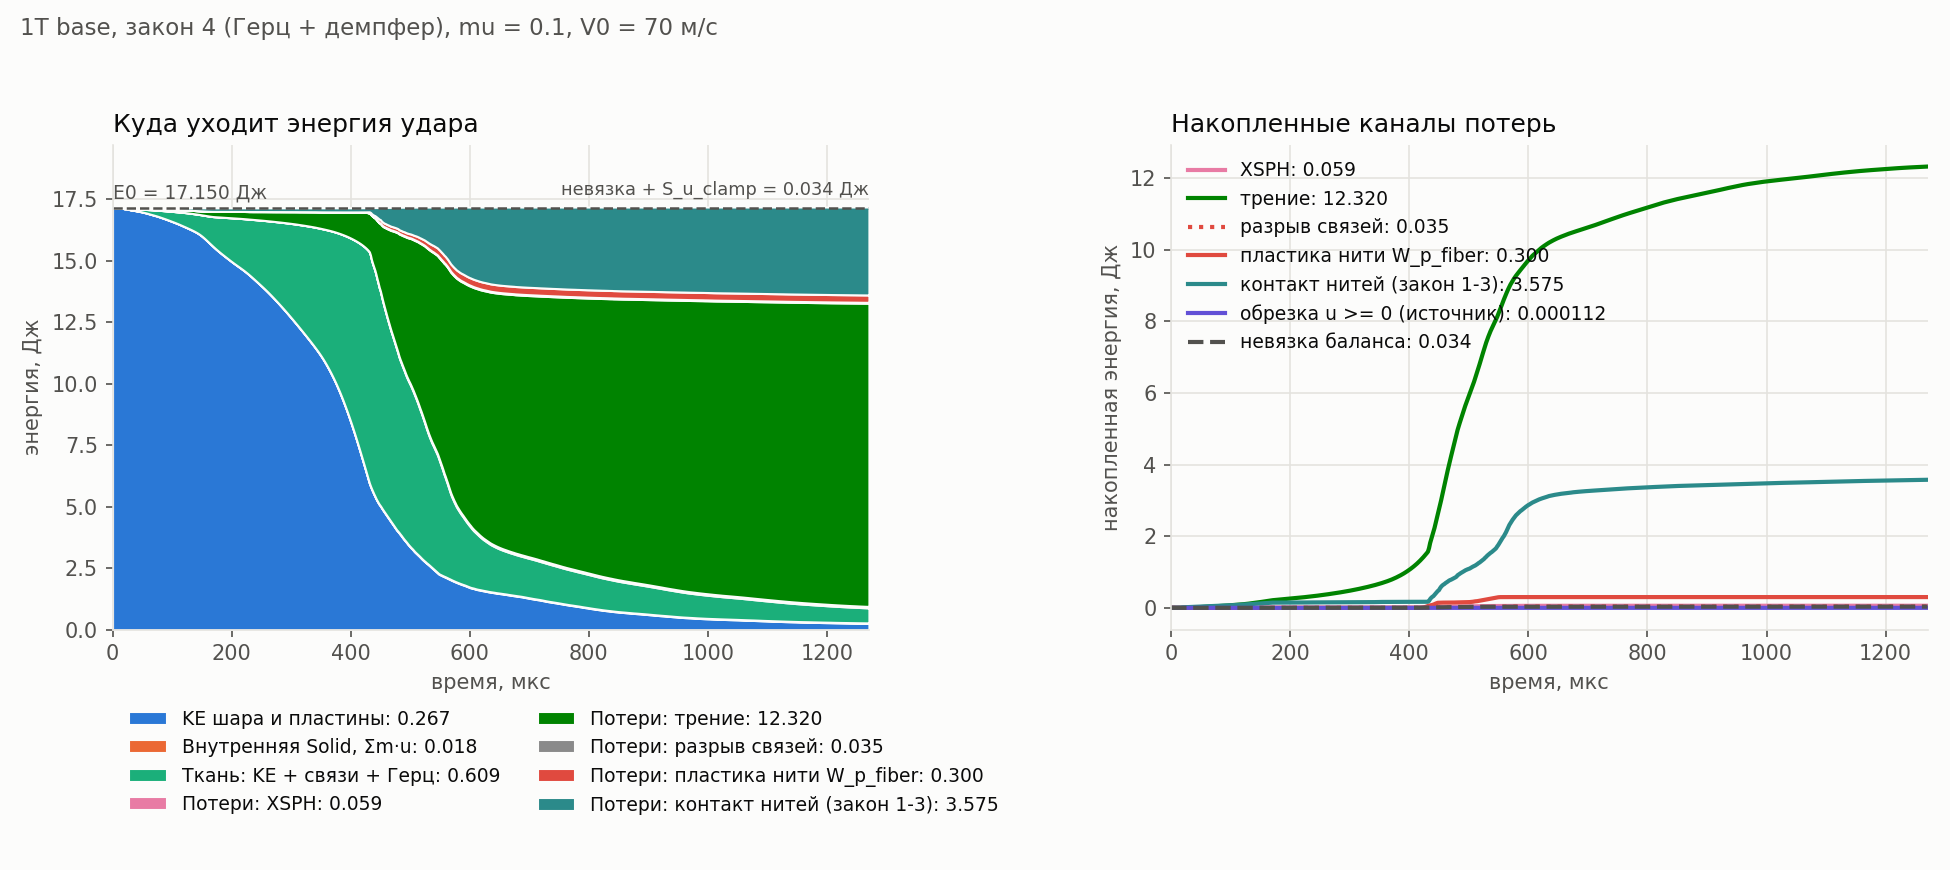 1T base, закон 4 (Герц + демпфер), mu = 0.1, V0 = 70 м/с
Куда уходит энергия удара
E0 = 17.150 Дж
невязка + S_u_clamp = 0.034 Дж
17.5
15.0
12.5
10.0
7.5
5.0
2.5
0.0
энергия, Дж
0 200 400 600 800 1000 1200
время, мкс
KE шара и пластины: 0.267
Внутренняя Solid, Σm·u: 0.018
Ткань: KE + связи + Герц: 0.609
Потери: XSPH: 0.059
Потери: трение: 12.320
Потери: разрыв связей: 0.035
Потери: пластика нити W_p_fiber: 0.300
Потери: контакт нитей (закон 1-3): 3.575
Накопленные каналы потерь
XSPH: 0.059
трение: 12.320
разрыв связей: 0.035
пластика нити W_p_fiber: 0.300
контакт нитей (закон 1-3): 3.575
обрезка u >= 0 (источник): 0.000112
невязка баланса: 0.034
12
10
8
6
4
2
0
накопленная энергия, Дж
0 200 400 600 800 1000 1200
время, мкс